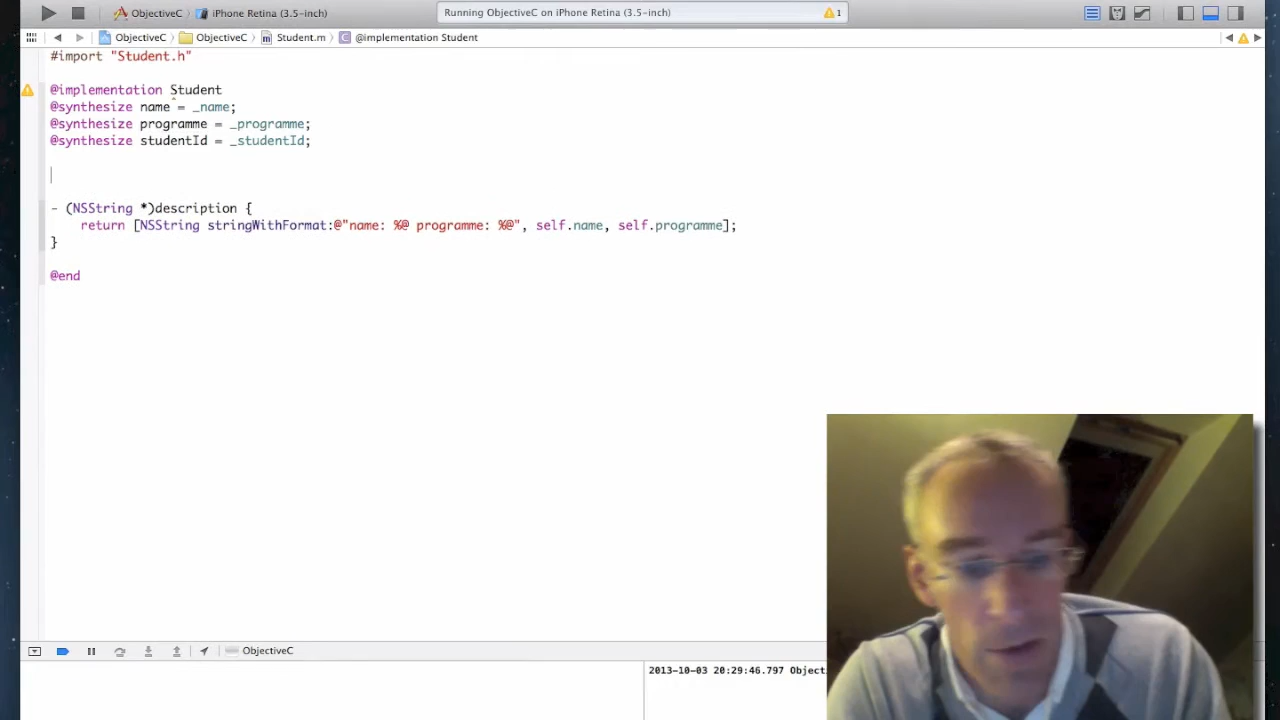 ObjectiveC iPhone Retina (3.5-inch) Running ObjectiveC on iPhone Retina (3.5-inch) 1
ObjectiveC ObjectiveC Student.m @implementation Student
#import "Student.h"
@implementation Student
@synthesize name = _name;
@synthesize programme = _programme;
@synthesize studentId = _studentId;
- (NSString *)description {
return [NSString stringWithFormat:@"name: %@ programme: %@", self.name, self.programme];
}
@end
ObjectiveC
2013-10-03 20:29:46.797 Objecti